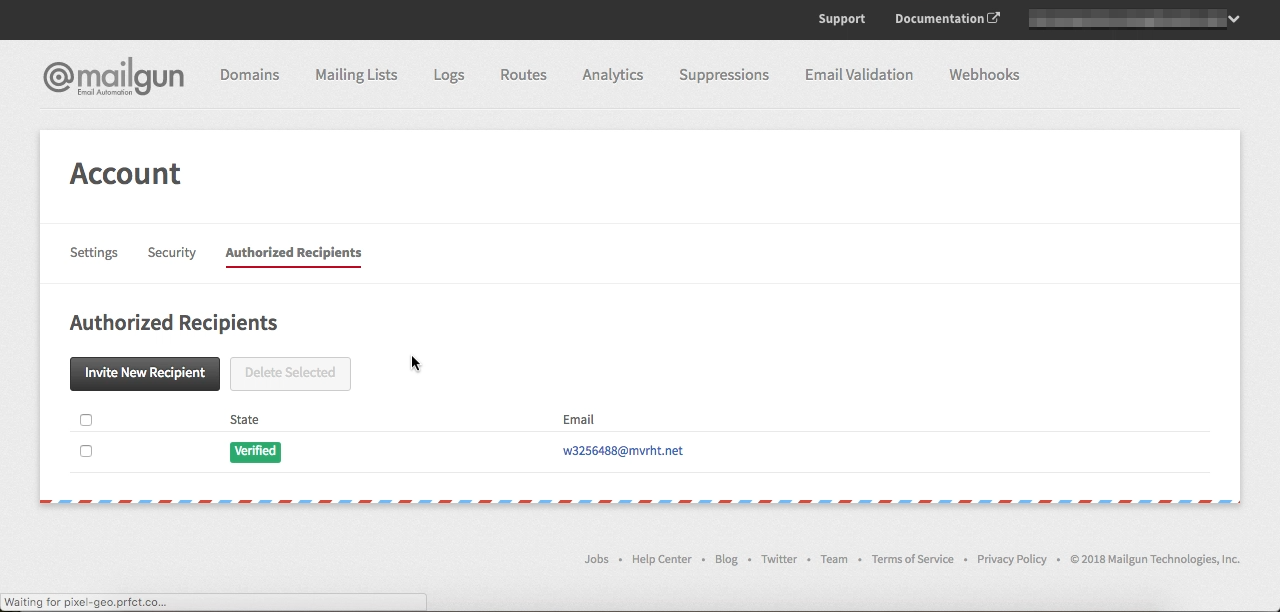 Support Documentation
@mailgun Domains Mailing Lists Logs Routes Analytics Suppressions Email Validation Webhooks
Email Automation
Account
Settings Security Authorized Recipients
Authorized Recipients
Invite New Recipient Delete Selected
State Email
Verified w3256488@mvrht.net
Jobs • Help Center • Blog • Twitter • Team • Terms of Service • Privacy Policy • © 2018 Mailgun Technologies, Inc.
Waiting for pixel-geo.prfct.co...